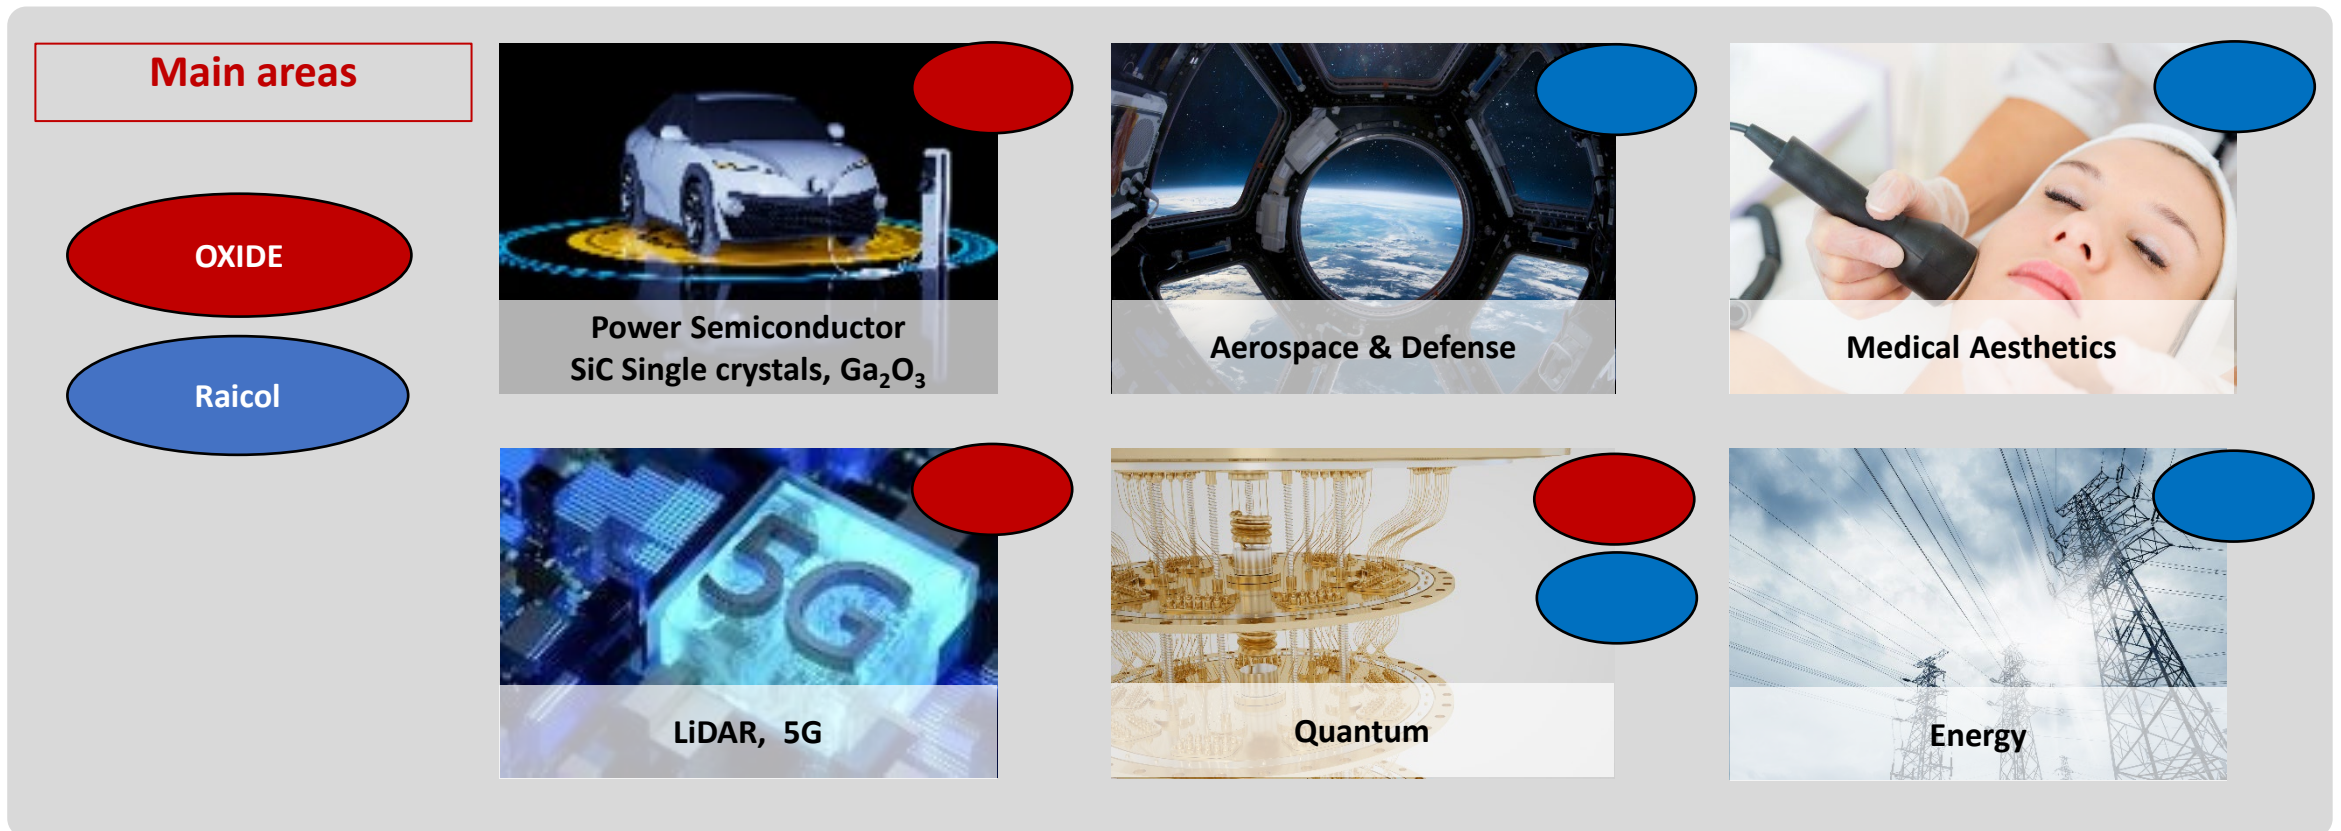 Main areas
OXIDE
Raicol
Power Semiconductor
SiC Single crystals, Ga₂O₃
Aerospace & Defense
Medical Aesthetics
5G
LiDAR, 5G
Quantum
Energy